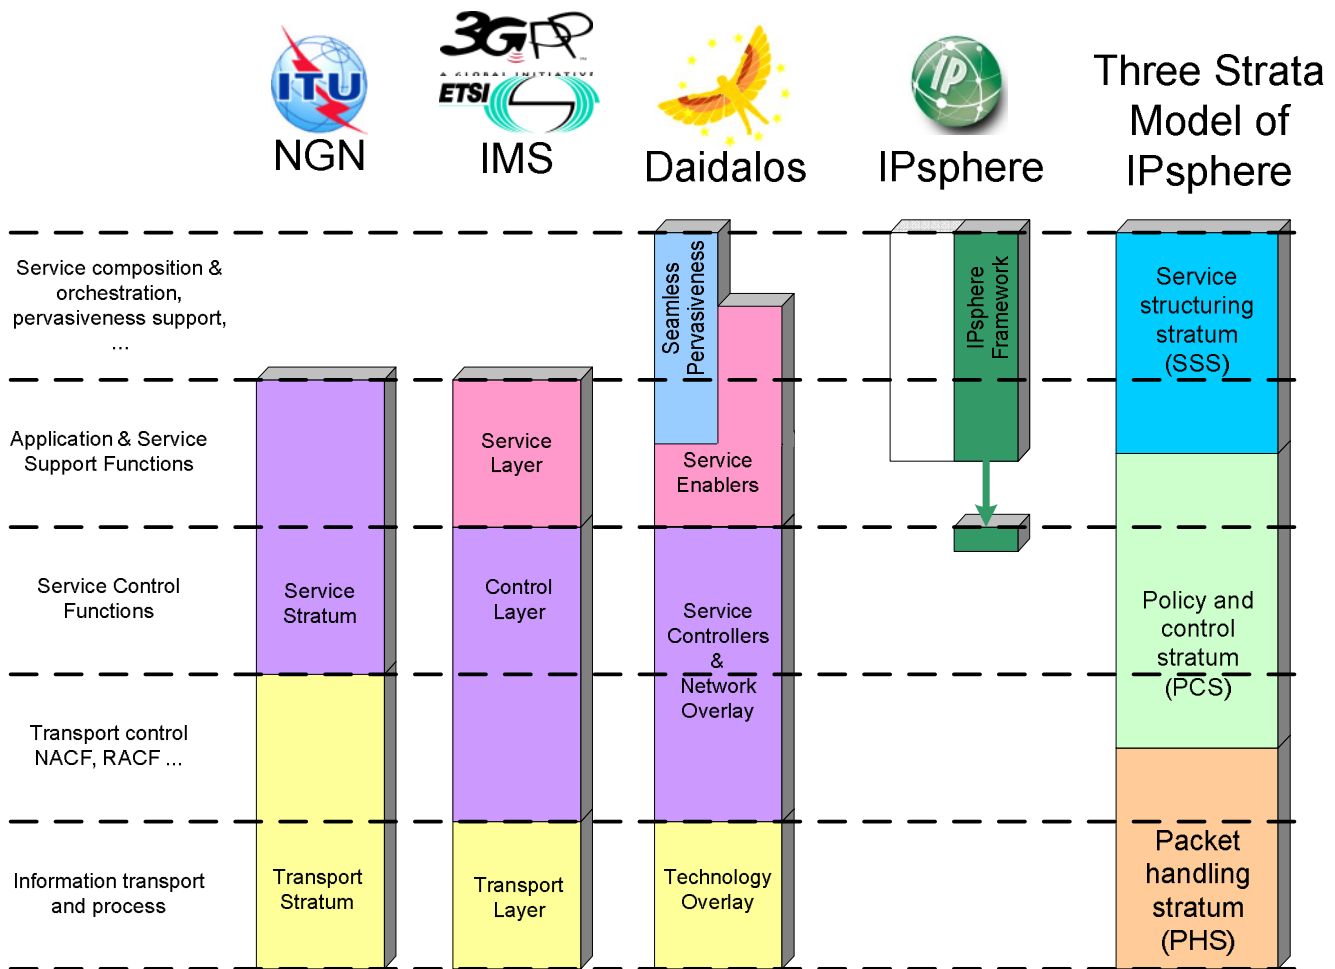 ITU
NGN
3GPP
A GLOBAL INITIATIVE
ETSI
IMS
Daidalos
IP
IPsphere
Three Strata
Model of
IPsphere
Service composition &
orchestration,
pervasiveness support,
...
Application & Service
Support Functions
Service Control
Functions
Transport control
NACF, RACF ...
Information transport
and process
Service
Stratum
Transport
Stratum
Service
Layer
Control
Layer
Transport
Layer
Seamless
Pervasiveness
Service
Enablers
Service
Controllers
&
Network
Overlay
Technology
Overlay
IPsphere
Framework
Service
structuring
stratum
(SSS)
Policy and
control
stratum
(PCS)
Packet
handling
stratum
(PHS)